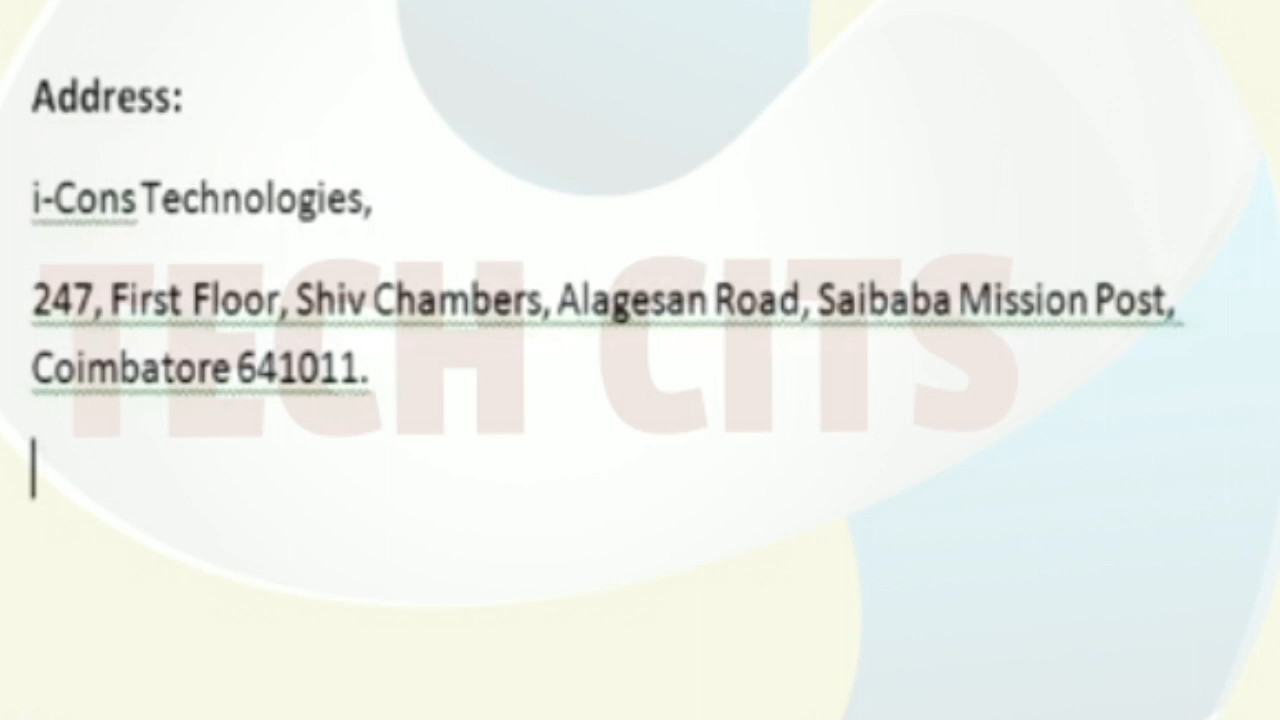 Address:
i-Cons Technologies,
TECH CITS
247, First Floor, Shiv Chambers, Alagesan Road, Saibaba Mission Post,
Coimbatore 641011.